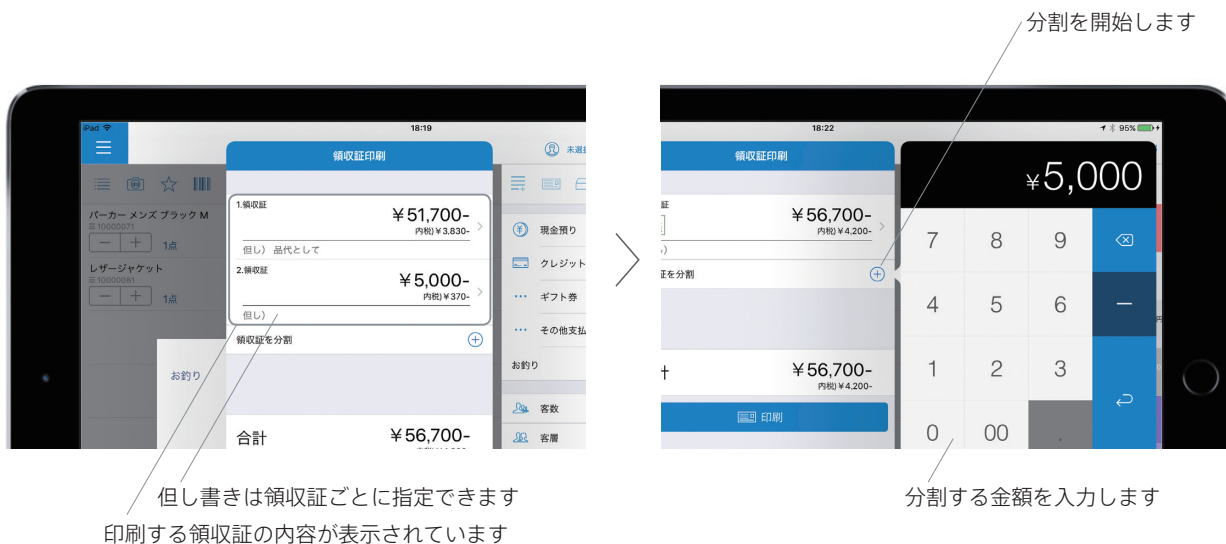 分割を開始します
iPad
18:19
領収証印刷
パーカー メンズ ブラック M
10000071
1点
レザージャケット
10000081
1点
お釣り
1.領収証
¥51,700-
内税)¥3,830-
但し) 品代として
2.領収証
¥5,000-
内税)¥370-
但し)
領収証を分割
合計
¥56,700-
現金預り
クレジット
ギフト券
その他支払
お釣り
客数
客層
18:22
95%
領収証印刷
¥56,700-
内税)¥4,200-
証を分割
¥56,700-
内税)¥4,200-
印刷
¥5,000
7 8 9
4 5 6 −
1 2 3
0 00 .
但し書きは領収証ごとに指定できます
印刷する領収証の内容が表示されています
分割する金額を入力します